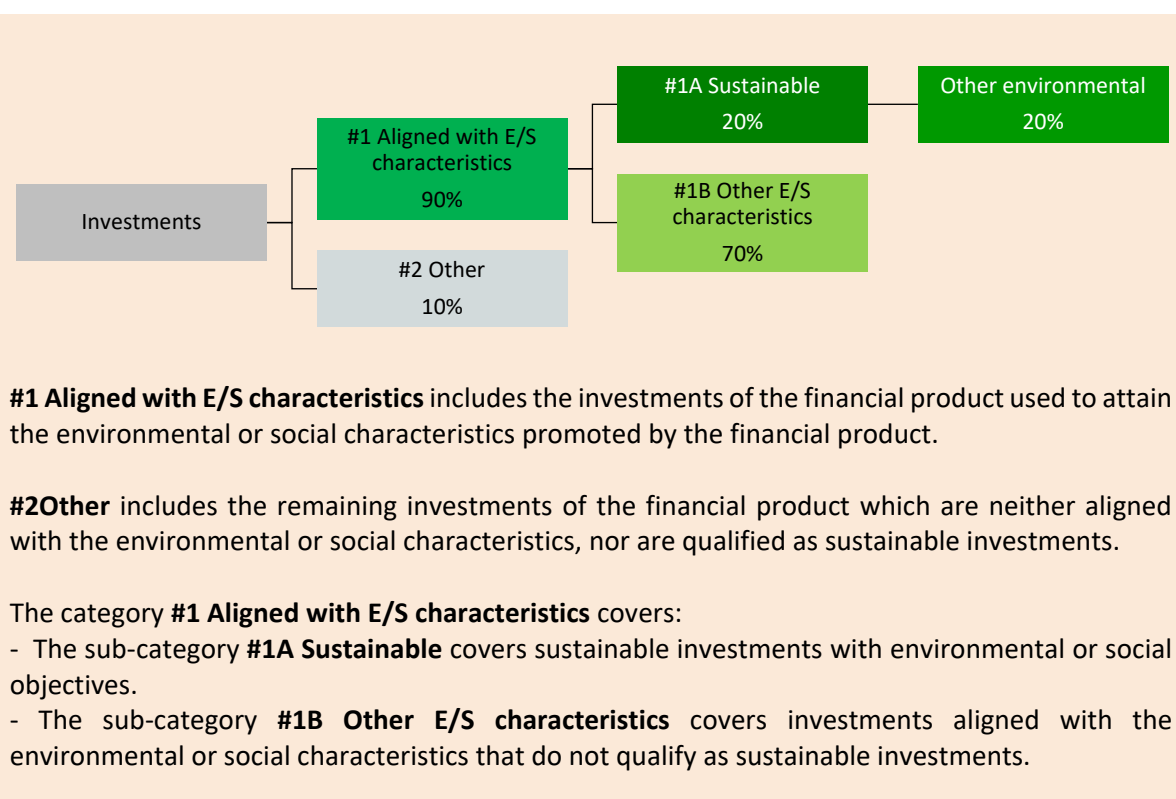 #1A Sustainable
20%
Other environmental
20%
#1 Aligned with E/S
characteristics
90%
#1B Other E/S
characteristics
70%
Investments
#2 Other
10%
#1 Aligned with E/S characteristics includes the investments of the financial product used to attain
the environmental or social characteristics promoted by the financial product.
#2Other includes the remaining investments of the financial product which are neither aligned
with the environmental or social characteristics, nor are qualified as sustainable investments.
The category #1 Aligned with E/S characteristics covers:
- The sub-category #1A Sustainable covers sustainable investments with environmental or social
objectives.
- The sub-category #1B Other E/S characteristics covers investments aligned with the
environmental or social characteristics that do not qualify as sustainable investments.